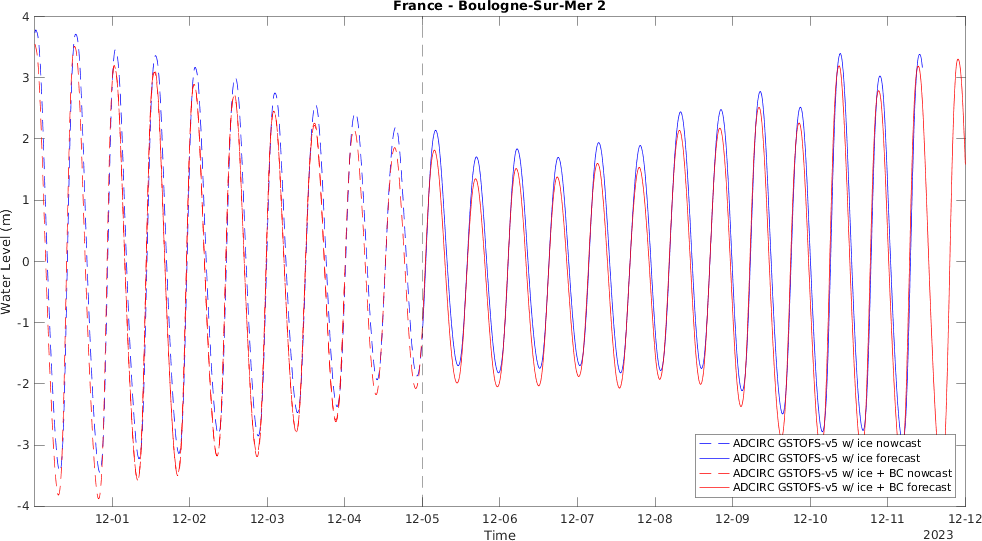 France - Boulogne-Sur-Mer 2
4
3
2
1
0
-1
-2
-3
-4
Water Level (m)
ADCIRC GSTOFS-v5 w/ ice nowcast
ADCIRC GSTOFS-v5 w/ ice forecast
ADCIRC GSTOFS-v5 w/ ice + BC nowcast
ADCIRC GSTOFS-v5 w/ ice + BC forecast
12-01 12-02 12-03 12-04 12-05 12-06 12-07 12-08 12-09 12-10 12-11 12-12
Time
2023